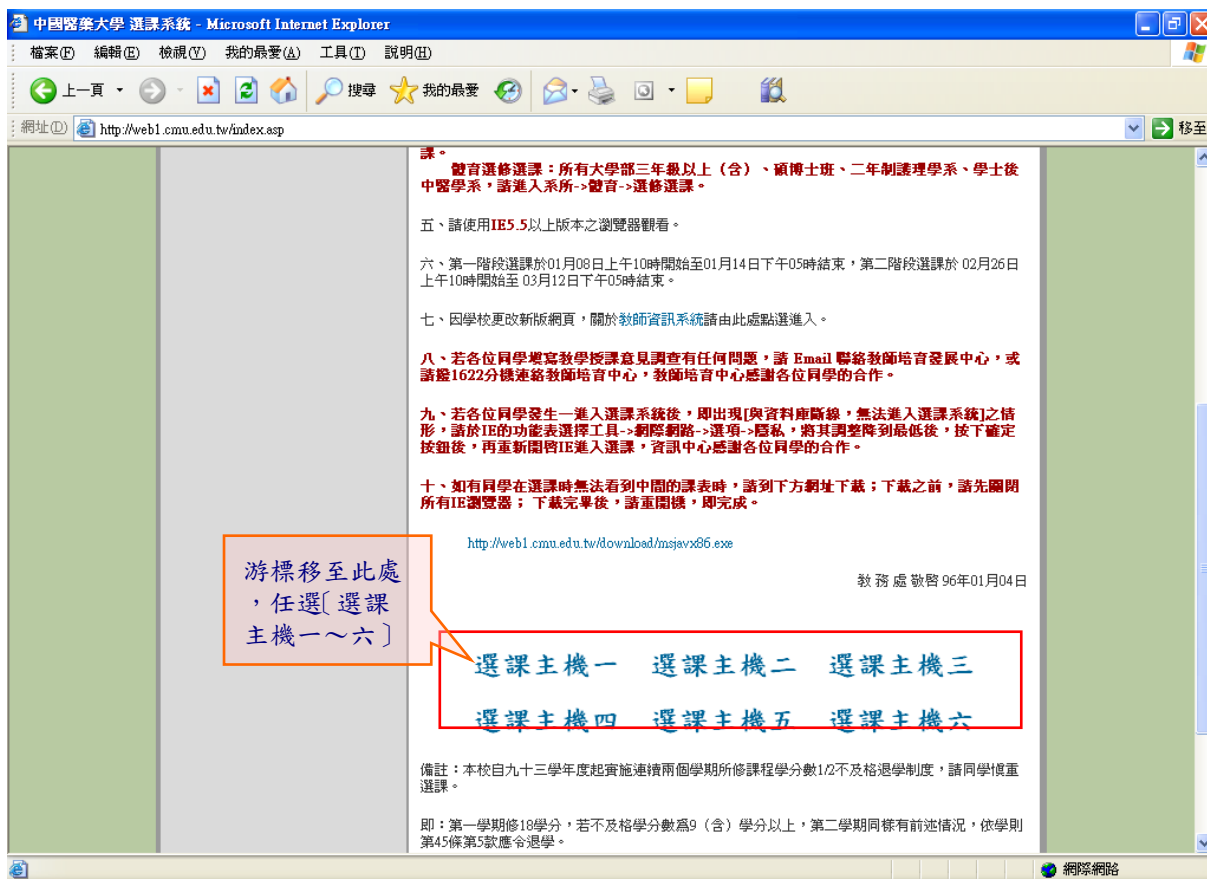 中國醫藥大學 選課系統 - Microsoft Internet Explorer
檔案(F) 編輯(E) 檢視(V) 我的最愛(A) 工具(T) 說明(H)
上一頁 搜尋 我的最愛
網址(D) http://web1.cmu.edu.tw/index.asp 移至
課。
體育選修選課：所有大學部三年級以上（含）、碩博士班、二年制護理學系、學士後
中醫學系，請進入系所->體育->選修選課。
五、請使用IE5.5以上版本之瀏覽器觀看。
六、第一階段選課於01月08日上午10時開始至01月14日下午05時結束，第二階段選課於 02月26日
上午10時開始至 03月12日下午05時結束。
七、因學校更改新版網頁，關於教師資訊系統請由此處點選進入。
八、若各位同學填寫教學授課意見調查有任何問題，請 Email 聯絡教師培育發展中心，或
請撥1622分機連絡教師培育中心，教師培育中心感謝各位同學的合作。
九、若各位同學發生一進入選課系統後，即出現[與資料庫斷線，無法進入選課系統]之情
形，請於IE的功能表選擇工具->網際網路->選項->隱私，將其調整降到最低後，按下確定
按鈕後，再重新開啓IE進入選課，資訊中心感謝各位同學的合作。
十、如有同學在選課時無法看到中間的課表時，請到下方網址下載；下載之前，請先關閉
所有IE瀏覽器； 下載完畢後，請重開機，即完成。
http://web1.cmu.edu.tw/download/msjavx86.exe
教 務 處 敬啓 96年01月04日
游標移至此處
，任選〔選課
主機一～六〕
選課主機一 選課主機二 選課主機三
選課主機四 選課主機五 選課主機六
備註：本校自九十三學年度起實施連續兩個學期所修課程學分數1/2不及格退學制度，請同學慎重
選課。
即：第一學期修18學分，若不及格學分數爲9（含）學分以上，第二學期同樣有前述情況，依學則
第45條第5款應令退學。
網際網路